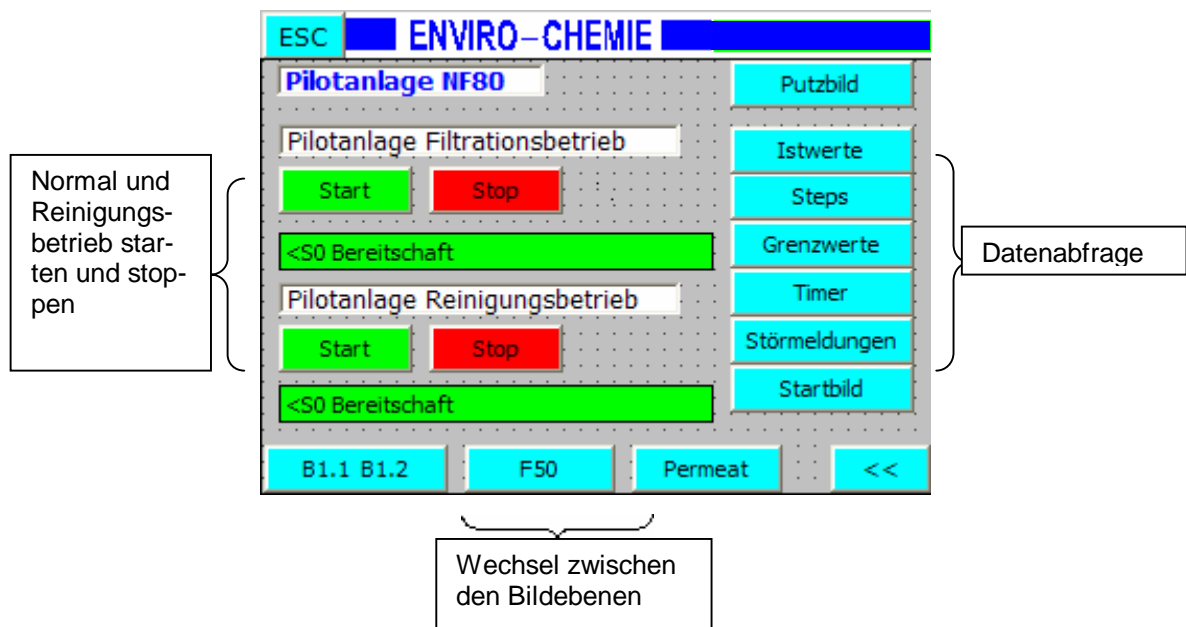 ESC ENVIRO-CHEMIE
Pilotanlage NF80
Putzbild
Pilotanlage Filtrationsbetrieb
Istwerte
Start Stop
Steps
<S0 Bereitschaft
Grenzwerte
Pilotanlage Reinigungsbetrieb
Timer
Start Stop
Störmeldungen
<S0 Bereitschaft
Startbild
B1.1 B1.2 F50 Permeat <<
Normal und
Reinigungs-
betrieb star-
ten und stop-
pen
Datenabfrage
Wechsel zwischen
den Bildebenen